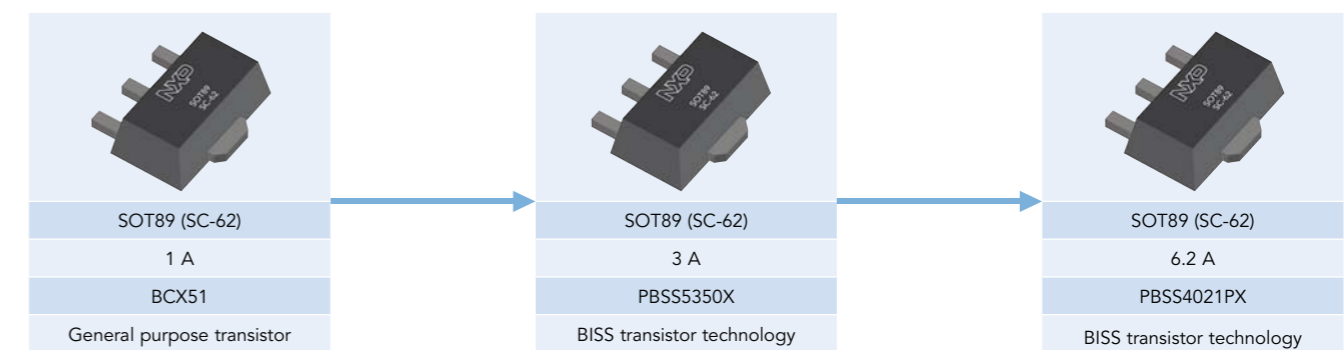 NXP
SOT89
SC-62
SOT89 (SC-62)
1 A
BCX51
General purpose transistor
NXP
SOT89
SC-62
SOT89 (SC-62)
3 A
PBSS5350X
BISS transistor technology
NXP
SOT89
SC-62
SOT89 (SC-62)
6.2 A
PBSS4021PX
BISS transistor technology